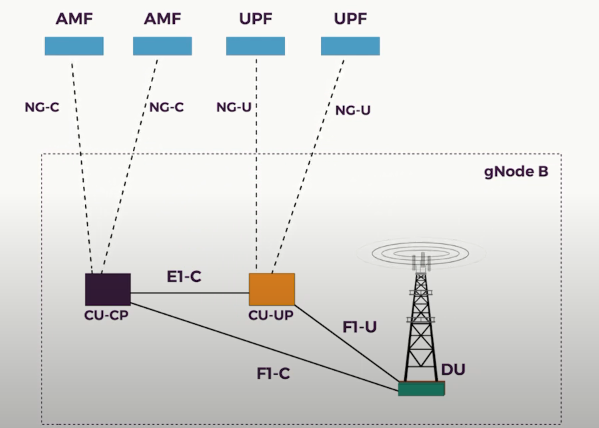 AMF
AMF
UPF
UPF
NG-C
NG-C
NG-U
NG-U
gNode B
E1-C
CU-CP
CU-UP
F1-U
F1-C
DU